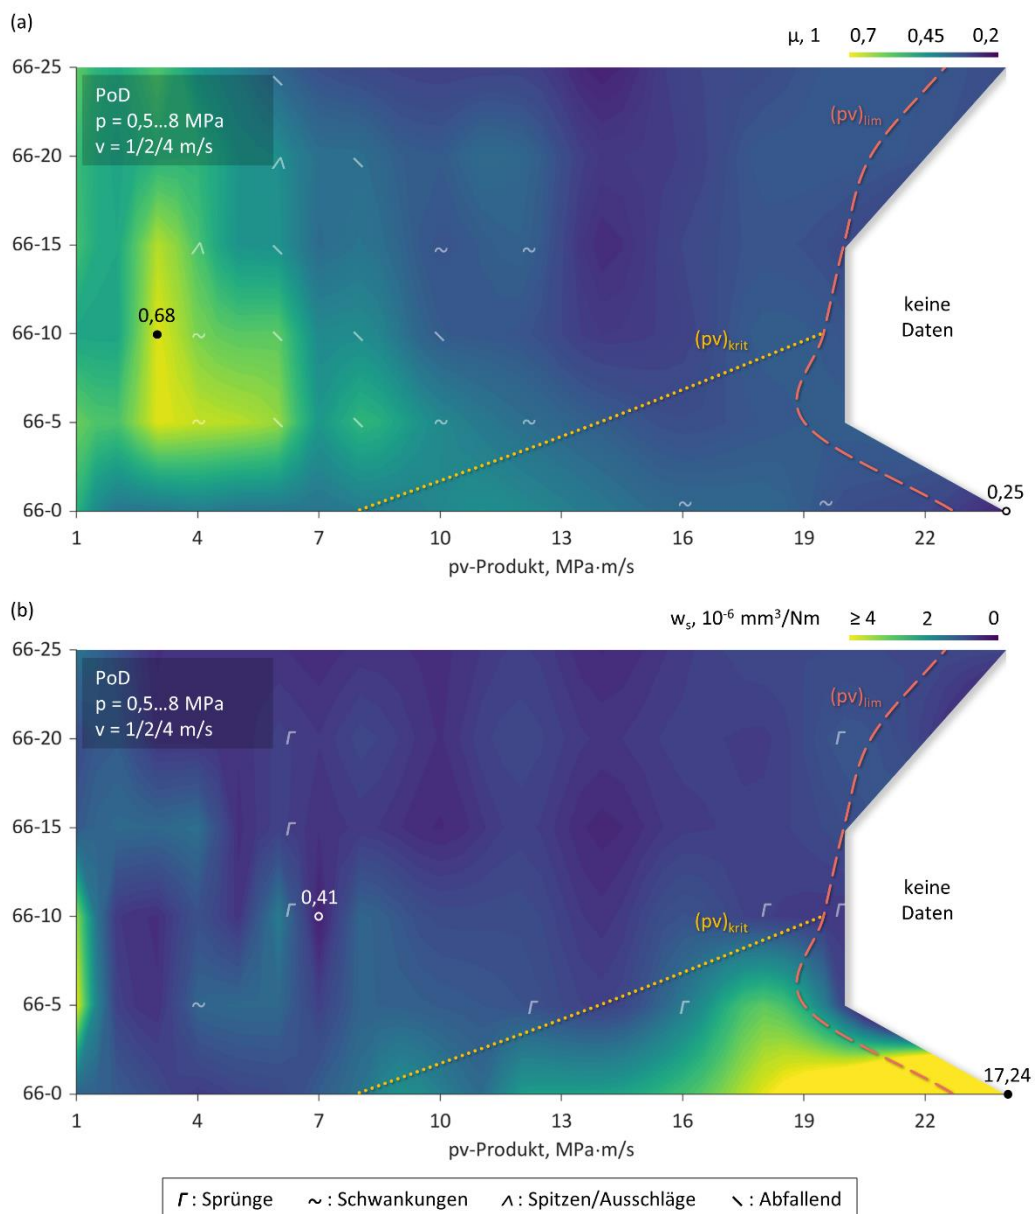 (a)
μ, 1
0,7 0,45 0,2
66-25
PoD
p = 0,5...8 MPa
v = 1/2/4 m/s
(pv)lim
66-20
66-15
0,68
66-10
(pv)krit
keine
Daten
66-5
66-0
0,25
1 4 7 10 13 16 19 22
pv-Produkt, MPa·m/s
(b)
ws, 10⁻⁶ mm³/Nm
≥ 4 2 0
66-25
PoD
p = 0,5...8 MPa
v = 1/2/4 m/s
(pv)lim
66-20
66-15
0,41
66-10
(pv)krit
keine
Daten
66-5
17,24
66-0
1 4 7 10 13 16 19 22
pv-Produkt, MPa·m/s
Γ : Sprünge ~ : Schwankungen ^ : Spitzen/Ausschläge \ : Abfallend